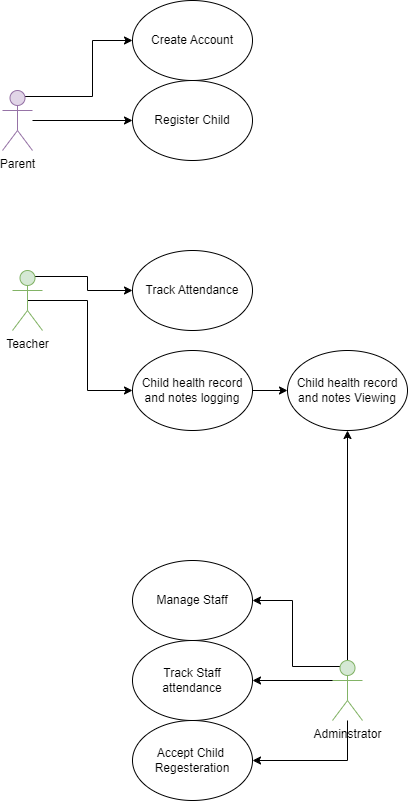 Create Account
Register Child
Parent
Track Attendance
Teacher
Child health record
and notes logging
Child health record
and notes Viewing
Manage Staff
Track Staff
attendance
Adminstrator
Accept Child
Regesteration